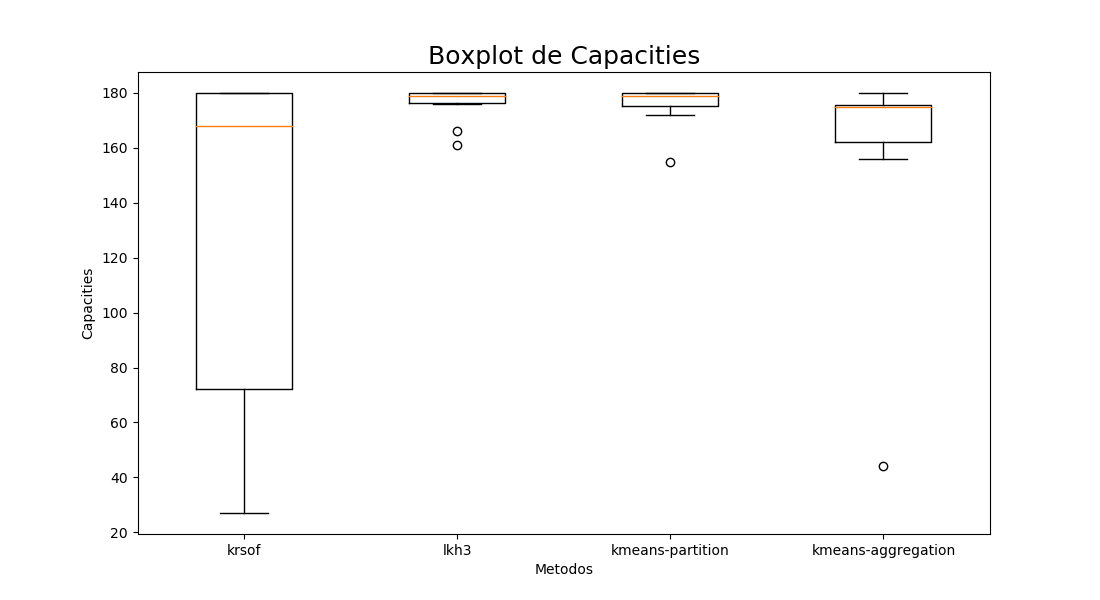 Boxplot de Capacities
Capacities
180
160
140
120
100
80
60
40
20
krsof
lkh3
kmeans-partition
kmeans-aggregation
Metodos